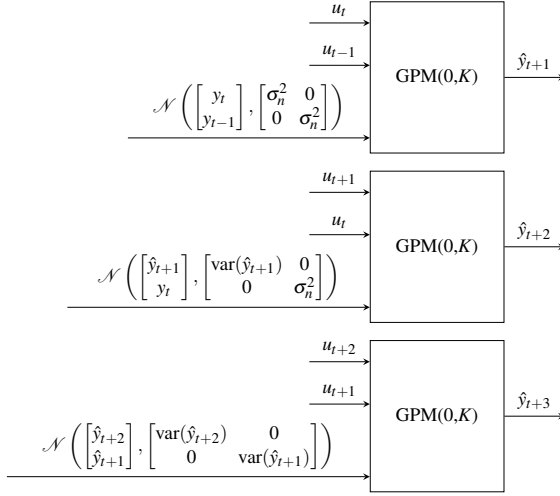 u_t
u_{t−1}
GPM(0,K)
ŷ_{t+1}
𝒩([y_t; y_{t−1}], [σ_n^2 0; 0 σ_n^2])
u_{t+1}
u_t
GPM(0,K)
ŷ_{t+2}
𝒩([ŷ_{t+1}; y_t], [var(ŷ_{t+1}) 0; 0 σ_n^2])
u_{t+2}
u_{t+1}
GPM(0,K)
ŷ_{t+3}
𝒩([ŷ_{t+2}; ŷ_{t+1}], [var(ŷ_{t+2}) 0; 0 var(ŷ_{t+1})])